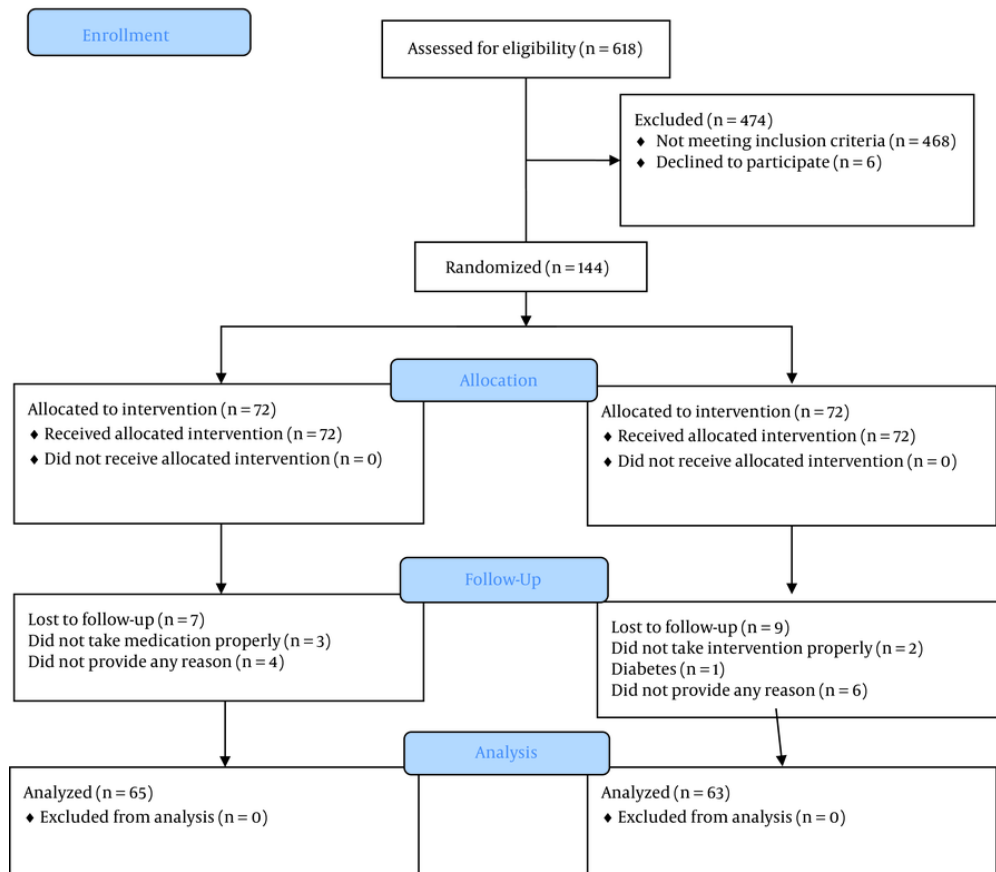 Enrollment
Assessed for eligibility (n = 618)
Excluded (n = 474)
♦ Not meeting inclusion criteria (n = 468)
♦ Declined to participate (n = 6)
Randomized (n = 144)
Allocation
Allocated to intervention (n = 72)
♦ Received allocated intervention (n = 72)
♦ Did not receive allocated intervention (n = 0)
Allocated to intervention (n = 72)
♦ Received allocated intervention (n = 72)
♦ Did not receive allocated intervention (n = 0)
Follow-Up
Lost to follow-up (n = 7)
Did not take medication properly (n = 3)
Did not provide any reason (n = 4)
Lost to follow-up (n = 9)
Did not take intervention properly (n = 2)
Diabetes (n = 1)
Did not provide any reason (n = 6)
Analysis
Analyzed (n = 65)
♦ Excluded from analysis (n = 0)
Analyzed (n = 63)
♦ Excluded from analysis (n = 0)